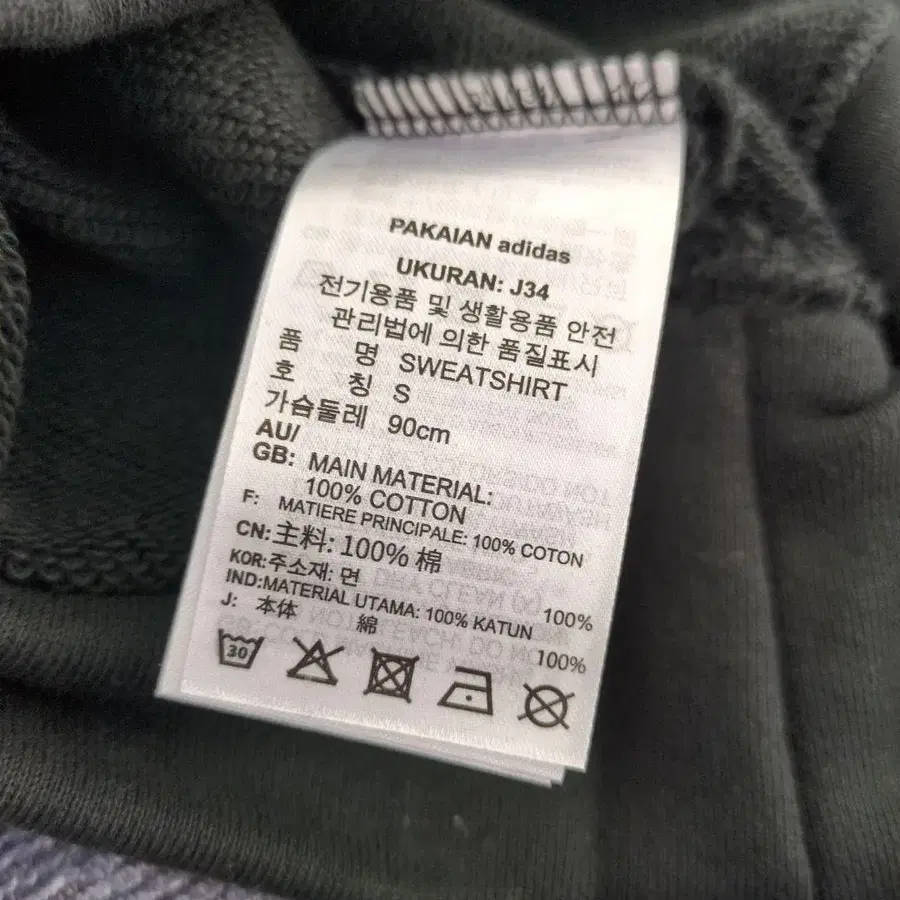 PAKAIAN adidas
UKURAN: J34
전기용품 및 생활용품 안전
관리법에 의한 품질표시
품 명 SWEATSHIRT
호 칭 S
가슴둘레 90cm
AU/
GB: MAIN MATERIAL:
100% COTTON
F: MATIERE PRINCIPALE: 100% COTON
CN: 主料: 100% 棉
KOR: 주소재: 면 100%
IND: MATERIAL UTAMA: 100% KATUN
J: 本体 綿 100%
30